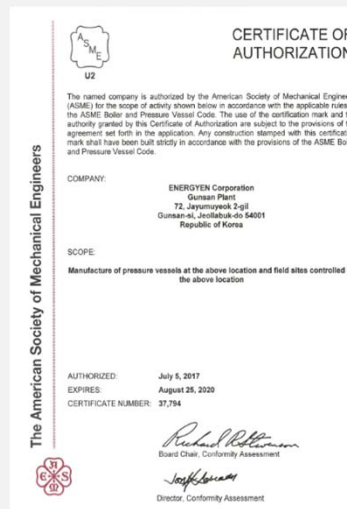 CERTIFICATE OF
AUTHORIZATION
ASME
U2
The named company is authorized by the American Society of Mechanical Engine
(ASME) for the scope of activity shown below in accordance with the applicable rules
the ASME Boiler and Pressure Vessel Code. The use of the certification mark and t
authority granted by this Certificate of Authorization are subject to the provisions of t
agreement set forth in the application. Any construction stamped with this certificat
mark shall have been built strictly in accordance with the provisions of the ASME Bo
and Pressure Vessel Code.
The American Society of Mechanical Engineers
COMPANY:
ENERGYEN Corporation
Gunsan Plant
72, Jayumuyeok 2-gil
Gunsan-si, Jeollabuk-do 54001
Republic of Korea
SCOPE:
Manufacture of pressure vessels at the above location and field sites controlled
the above location
AUTHORIZED: July 5, 2017
EXPIRES: August 25, 2020
CERTIFICATE NUMBER: 37,794
Board Chair, Conformity Assessment
Director, Conformity Assessment